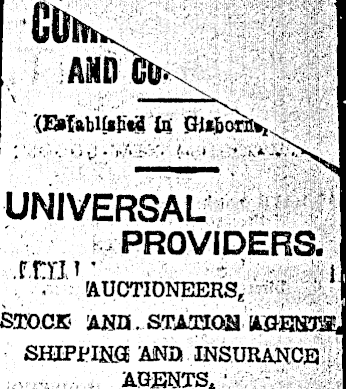 AND CO.
(Established in Gisborne,
UNIVERSAL
PROVIDERS.
AUCTIONEERS,
STOCK AND STATION AGENTS
SHIPPING AND INSURANCE
AGENTS,